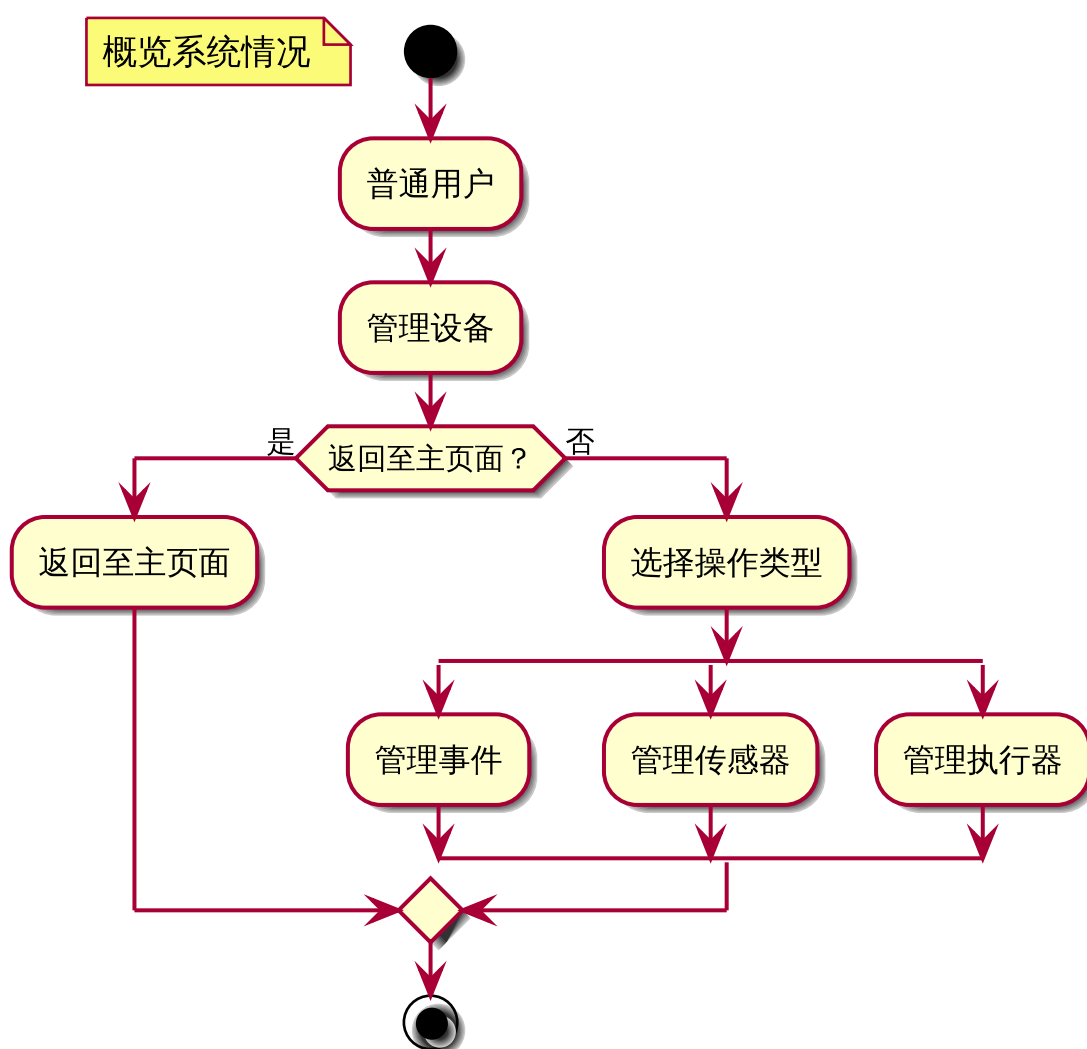 概览系统情况
普通用户
管理设备
是
返回至主页面？
否
返回至主页面
选择操作类型
管理事件
管理传感器
管理执行器